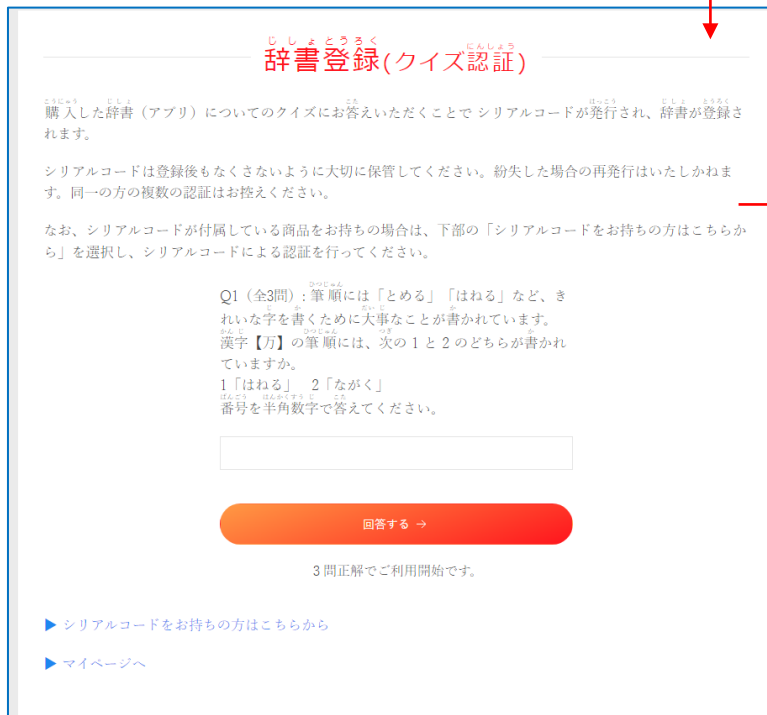 辞書登録(クイズ認証)
購入した辞書（アプリ）についてのクイズにお答えいただくことで シリアルコードが発行され、辞書が登録さ
れます。
シリアルコードは登録後もなくさないように大切に保管してください。紛失した場合の再発行はいたしかねま
す。同一の方の複数の認証はお控えください。
なお、シリアルコードが付属している商品をお持ちの場合は、下部の「シリアルコードをお持ちの方はこちらか
ら」を選択し、シリアルコードによる認証を行ってください。
Q1（全3問）: 筆順には「とめる」「はねる」など、き
れいな字を書くために大事なことが書かれています。
漢字【万】の筆順には、次の 1 と 2 のどちらが書かれ
ていますか。
1「はねる」　2「ながく」
番号を半角数字で答えてください。
回答する →
3 問正解でご利用開始です。
▶ シリアルコードをお持ちの方はこちらから
▶ マイページへ